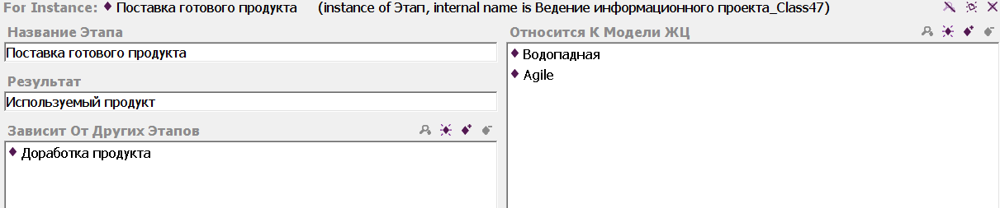 For Instance: Поставка готового продукта (instance of Этап, internal name is Ведение информационного проекта_Class47)
Название Этапа
Поставка готового продукта
Результат
Используемый продукт
Зависит От Других Этапов
Доработка продукта
Относится К Модели ЖЦ
Водопадная
Agile